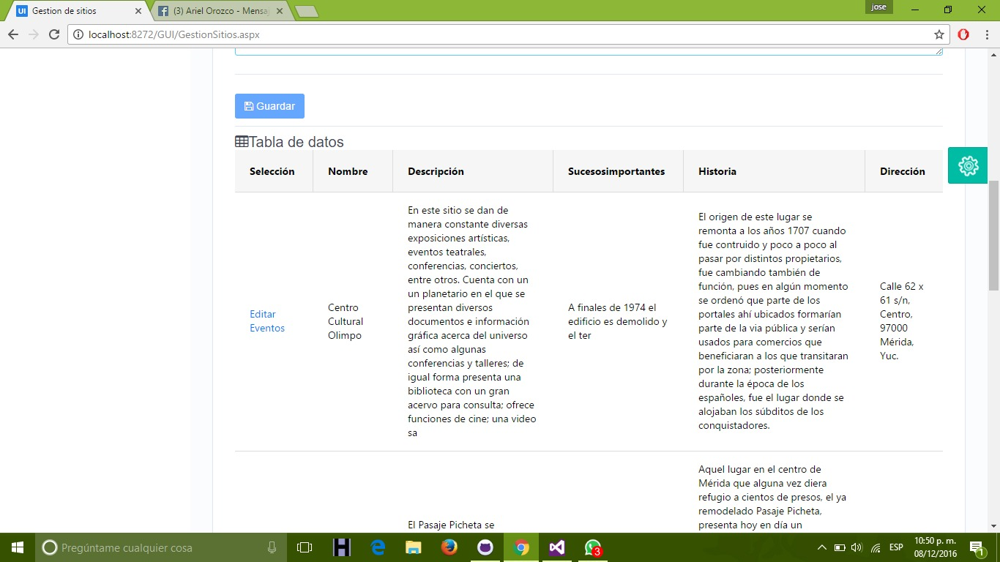 Gestion de sitios
(3) Ariel Orozco - Mensaj
jose
localhost:8272/GUI/GestionSitios.aspx
Guardar
Tabla de datos
Selección
Nombre
Descripción
Sucesosimportantes
Historia
Dirección
Editar
Eventos
Centro
Cultural
Olimpo
En este sitio se dan de
manera constante diversas
exposiciones artísticas,
eventos teatrales,
conferencias, conciertos,
entre otros. Cuenta con un
un planetario en el que se
presentan diversos
documentos e información
gráfica acerca del universo
así como algunas
conferencias y talleres; de
igual forma presenta una
biblioteca con un gran
acervo para consulta; ofrece
funciones de cine; una video
sa
A finales de 1974 el
edificio es demolido y
el ter
El origen de este lugar se
remonta a los años 1707 cuando
fue contruido y poco a poco al
pasar por distintos propietarios,
fue cambiando también de
función, pues en algún momento
se ordenó que parte de los
portales ahí ubicados formarían
parte de la via pública y serían
usados para comercios que
beneficiaran a los que transitaran
por la zona; posteriormente
durante la época de los
españoles, fue el lugar donde se
alojaban los súbditos de los
conquistadores.
Calle 62 x
61 s/n,
Centro,
97000
Mérida,
Yuc.
El Pasaje Picheta se
Aquel lugar en el centro de
Mérida que alguna vez diera
refugio a cientos de presos, el ya
remodelado Pasaje Picheta,
presenta hoy en día un
Pregúntame cualquier cosa
3
ESP
10:50 p. m.
08/12/2016
1